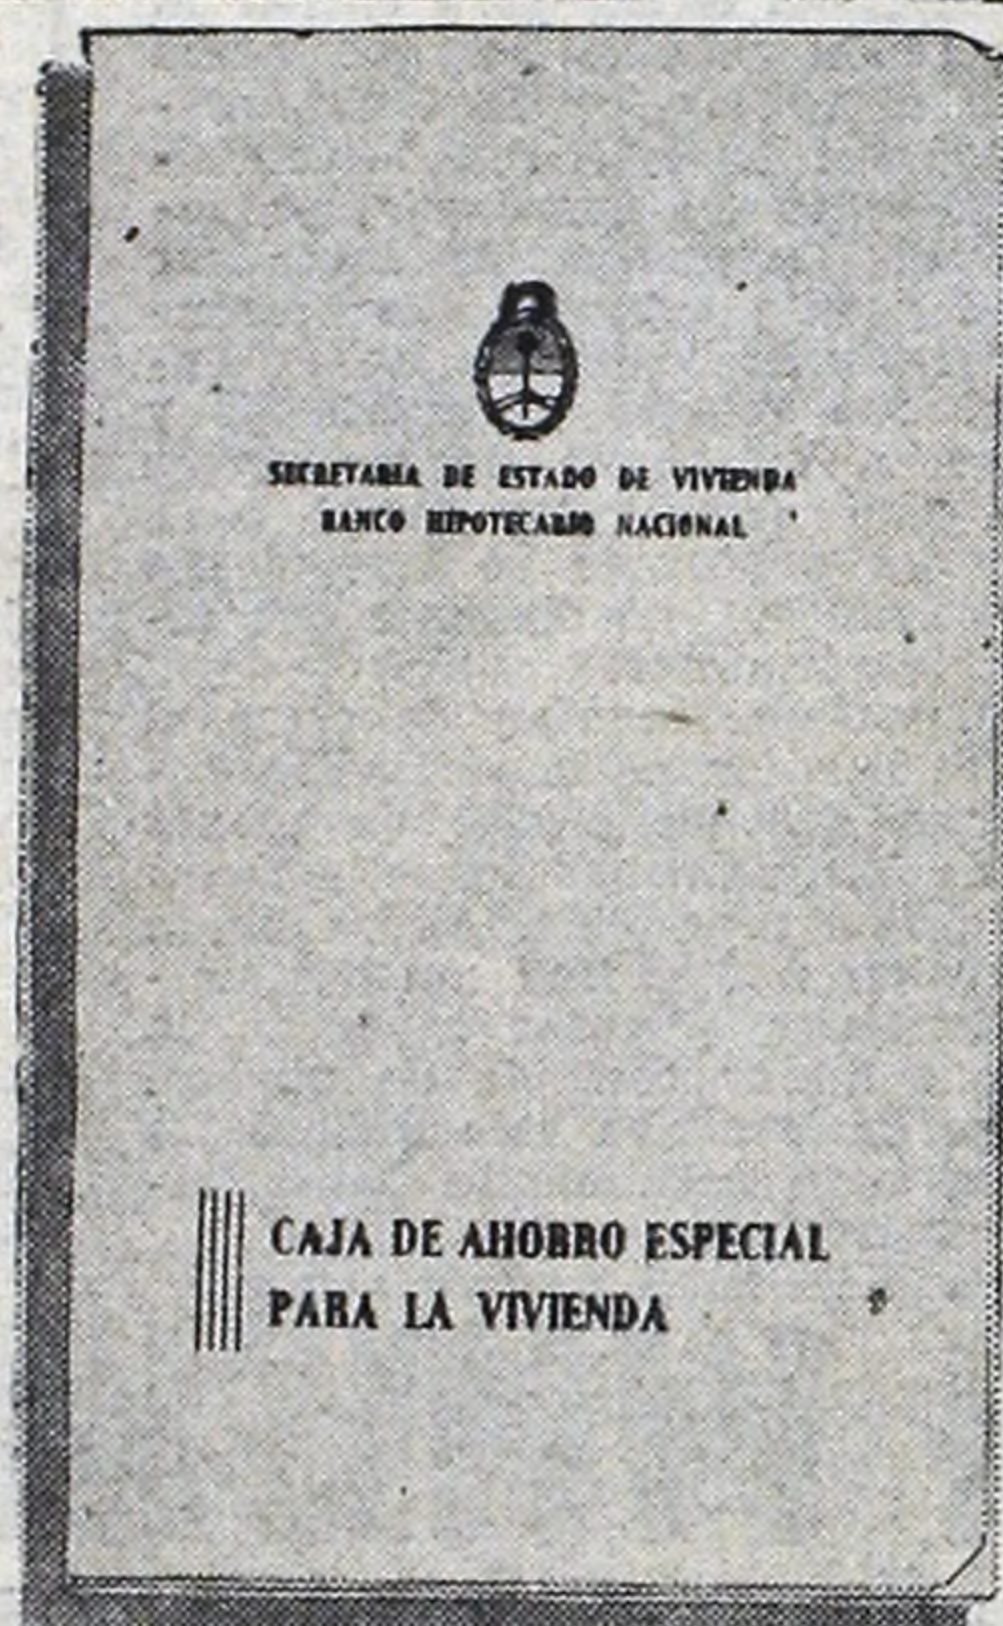 SECRETARIA DE ESTADO DE VIVIENDA
BANCO HIPOTECARIO NACIONAL
CAJA DE AHORRO ESPECIAL
PARA LA VIVIENDA